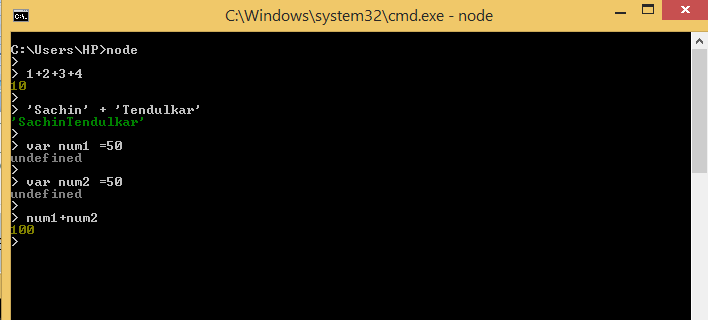 C:\Windows\system32\cmd.exe - node
C:\Users\HP>node
>
> 1+2+3+4
10
>
> 'Sachin' + 'Tendulkar'
'SachinTendulkar'
>
> var num1 =50
undefined
>
> var num2 =50
undefined
>
> num1+num2
100
>